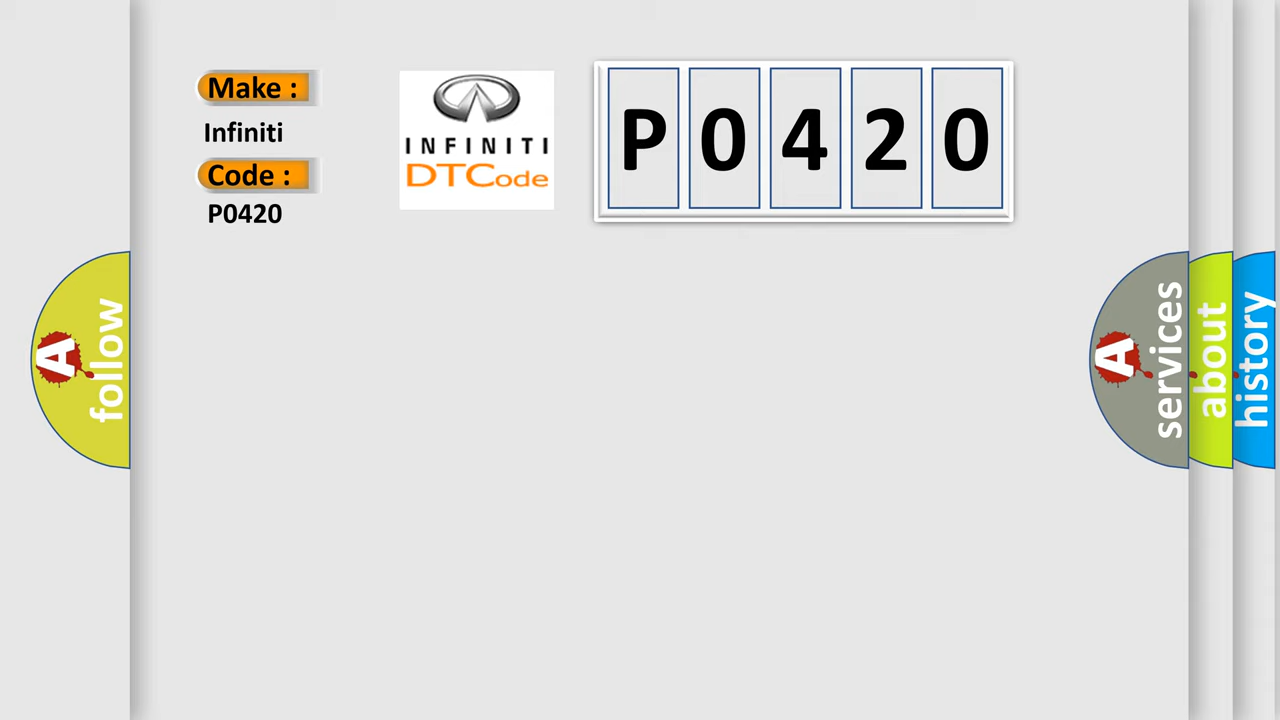 Make :
Infiniti
Code :
P0420
INFINITI
DTCode
P0420
A
follow
A
services
about
history